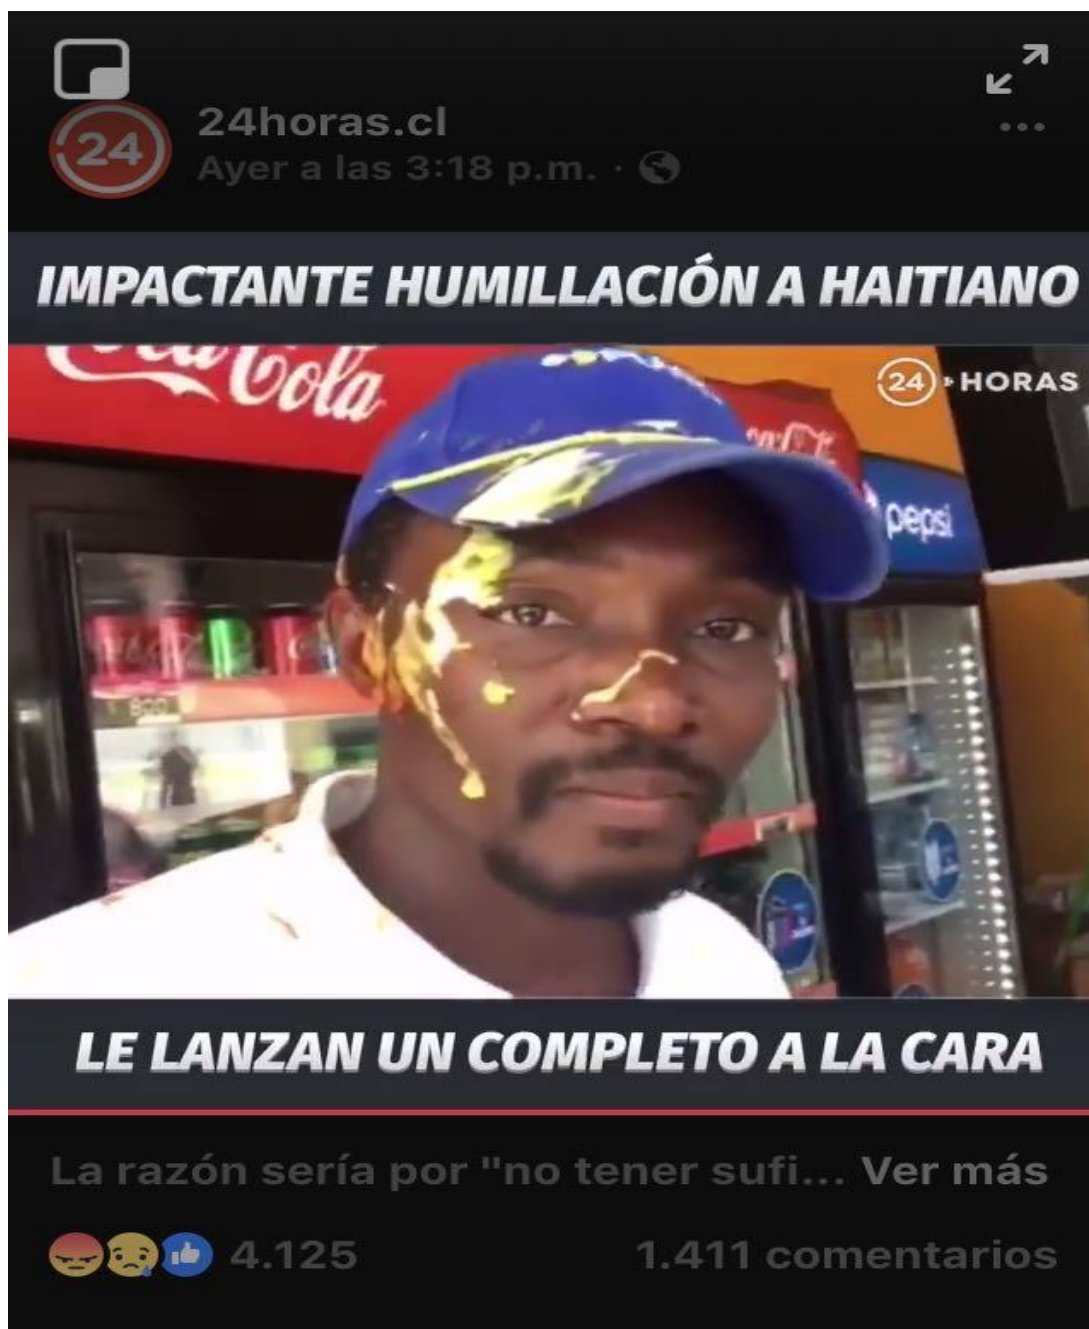 24
24horas.cl
Ayer a las 3:18 p.m. ·
IMPACTANTE HUMILLACIÓN A HAITIANO
Coca Cola
24 HORAS
pepsi
LE LANZAN UN COMPLETO A LA CARA
La razón sería por "no tener sufi... Ver más
4.125
1.411 comentarios